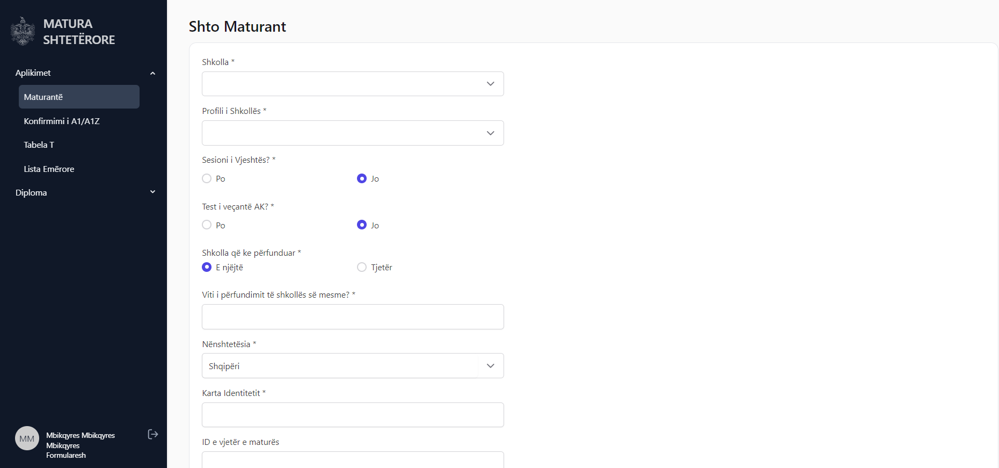 MATURA
SHTETËRORE
Aplikimet
Maturantë
Konfirmimi i A1/A1Z
Tabela T
Lista Emërore
Diploma
MM
Mbikqyres Mbikqyres
Mbikqyres
Formularesh
Shto Maturant
Shkolla *
Profili i Shkollës *
Sesioni i Vjeshtës? *
Po
Jo
Test i veçantë AK? *
Po
Jo
Shkolla që ke përfunduar *
E njëjtë
Tjetër
Viti i përfundimit të shkollës së mesme? *
Nënshtetësia *
Shqipëri
Karta Identitetit *
ID e vjetër e maturës